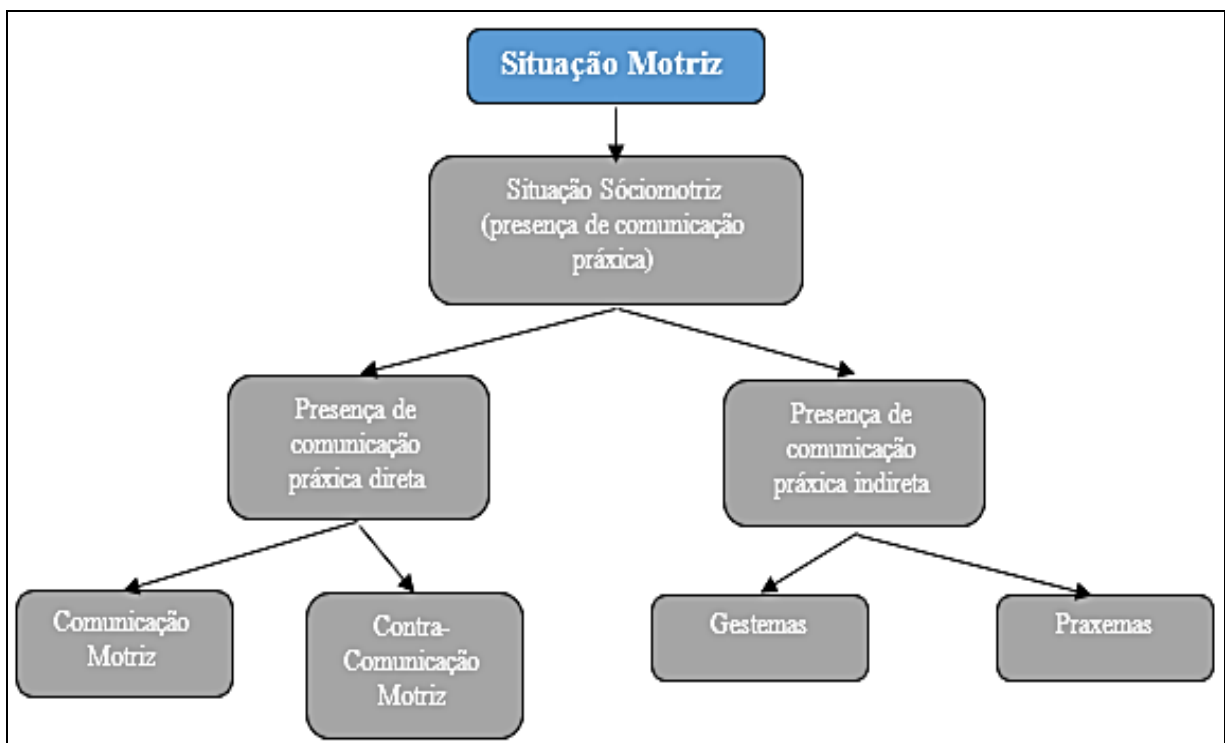 Situação Motriz
Situação Sóciomotriz
(presença de comunicação
práxica)
Presença de
comunicação
práxica direta
Presença de
comunicação
práxica indireta
Comunicação
Motriz
Contra-
Comunicação
Motriz
Gestemas
Praxemas